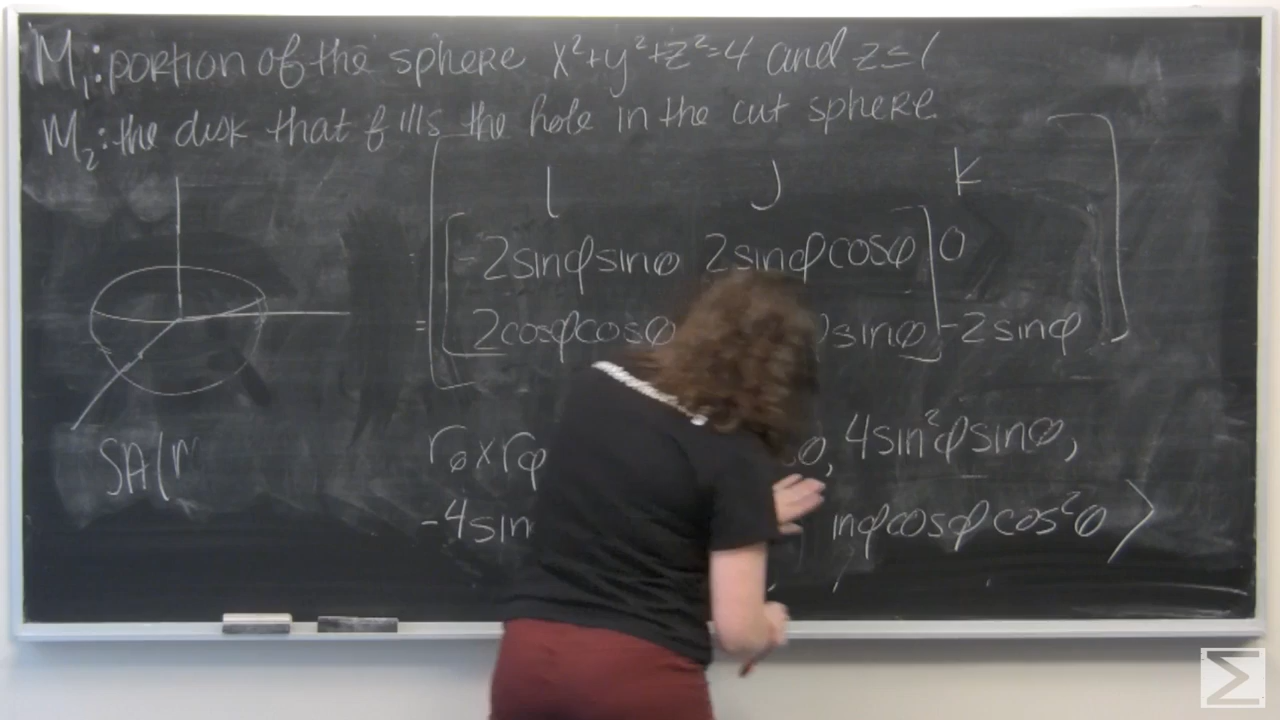 M₁: portion of the sphere x²+y²+z²=4 and z≤1
M₂: the disk that fills the hole in the cut sphere.
i j k
-2sinφsinθ 2sinφcosφ 0
= 2cosφcosθ sinθ -2sinφ
SA(
r_θ × r_φ θ, 4sin²φsinθ,
-4sin inφcosφcos²θ ⟩
Σ